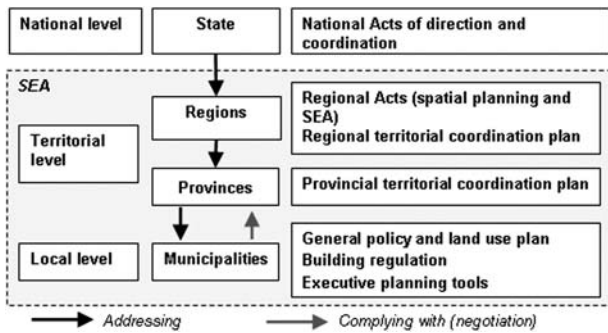 National level
State
National Acts of direction and
coordination
SEA
Territorial
level
Regions
Regional Acts (spatial planning and
SEA)
Regional territorial coordination plan
Provinces
Provincial territorial coordination plan
Local level
Municipalities
General policy and land use plan
Building regulation
Executive planning tools
Addressing
Complying with (negotiation)